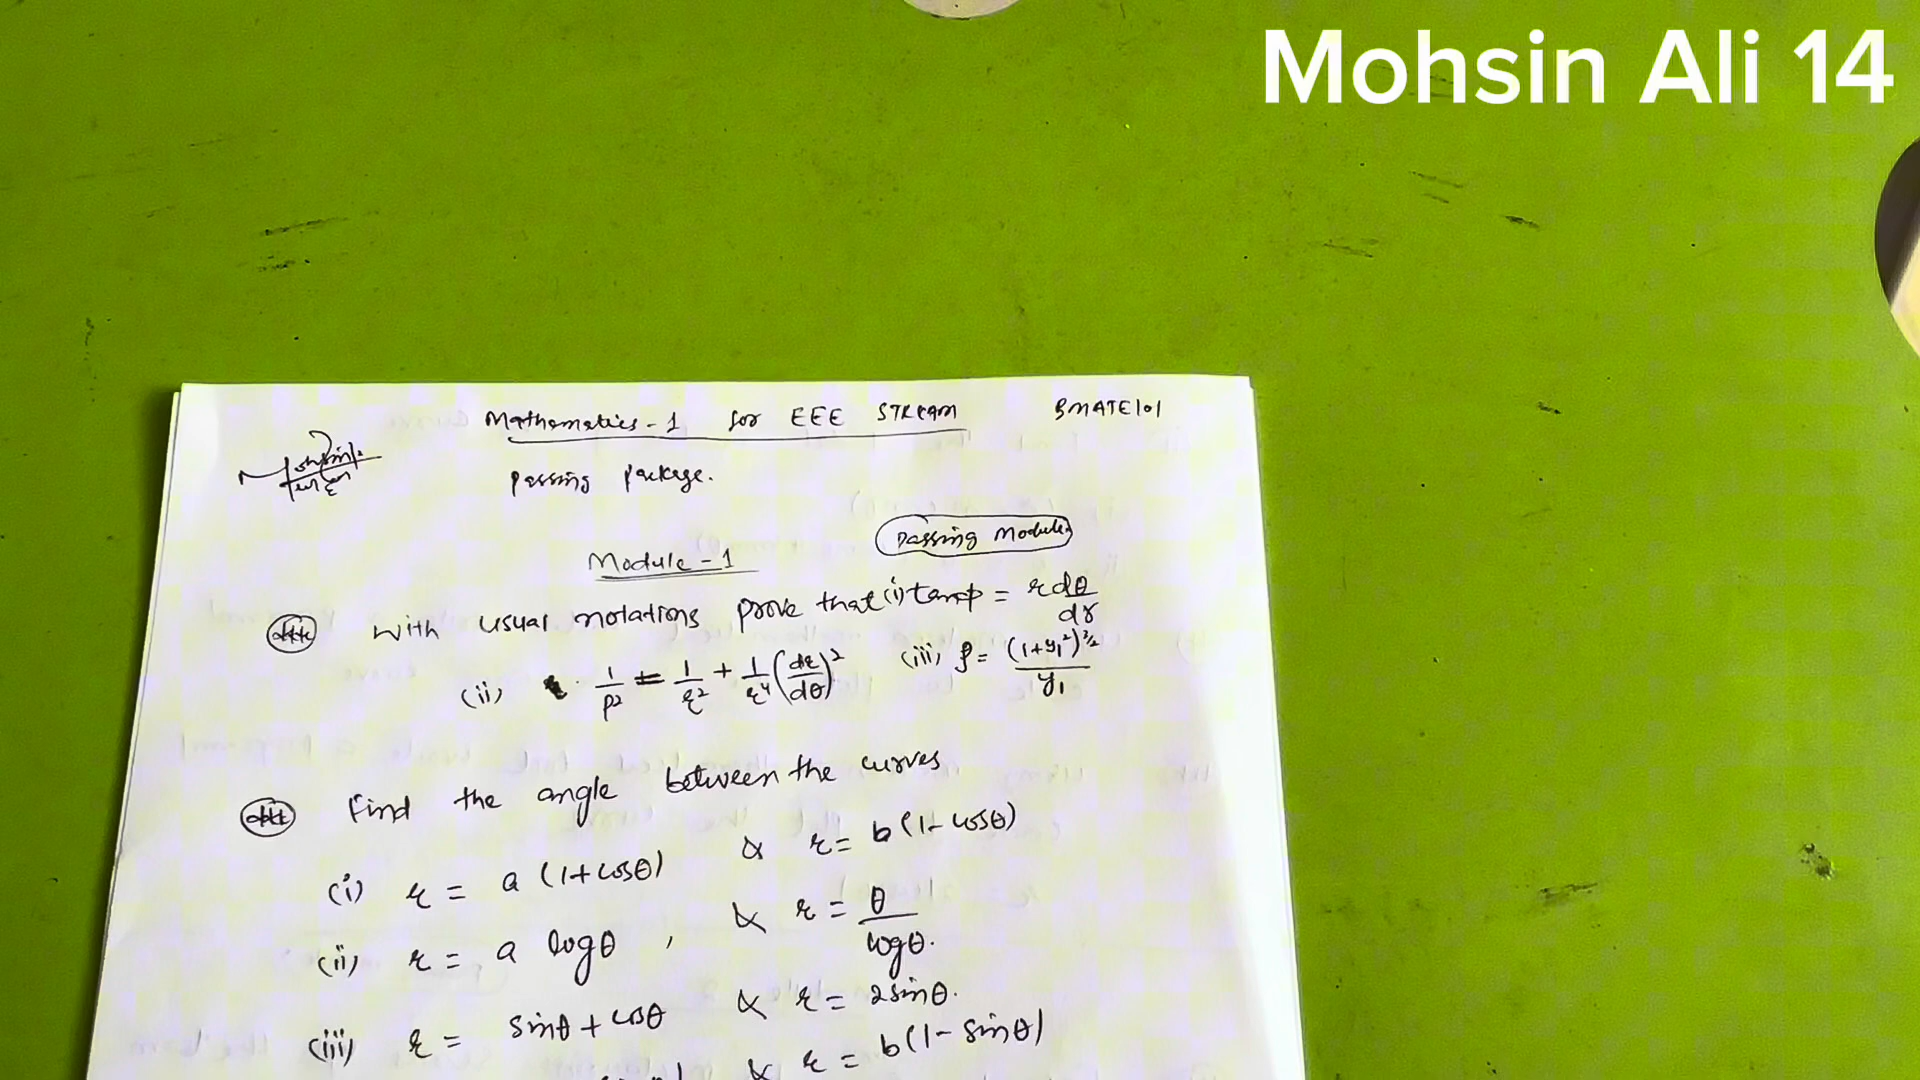 Mohsin Ali 14
Mathematics - 1 for EEE STREAM BMATE101
Passing Package.
Passing Module
Module - 1
With usual notations prove that (i) tanφ = r dθ/dr
(ii) 1/p² = 1/r² + 1/r⁴ (dr/dθ)² (iii) ρ = (1+y₁²)^3/2 / y₁
Find the angle between the curves
(i) r = a (1+cosθ) & r = b(1-cosθ)
(ii) r = a logθ , & r = θ/logθ.
(iii) r = sinθ + cosθ & r = 2sinθ.
& r = b(1-sinθ)